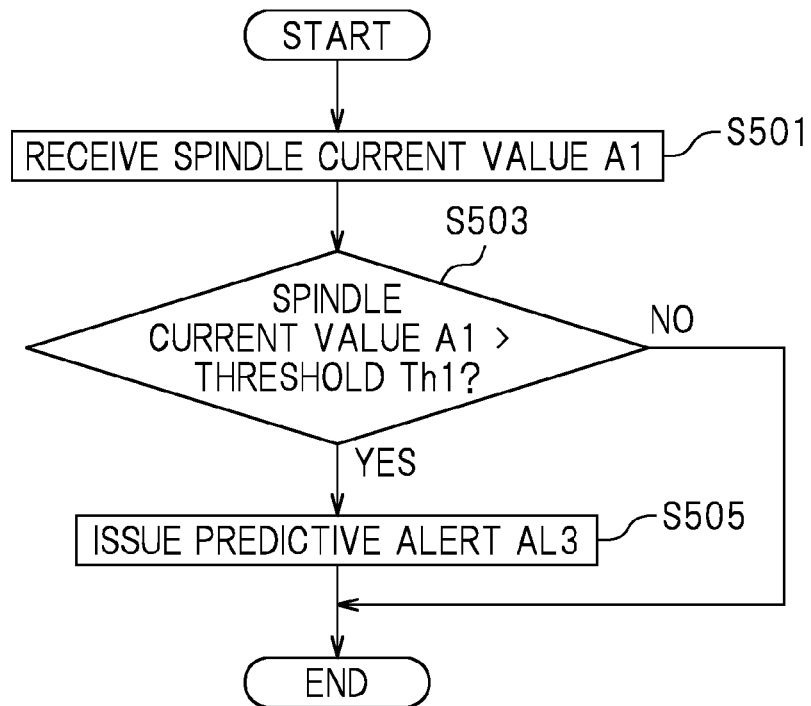 START
RECEIVE SPINDLE CURRENT VALUE A1
S501
S503
SPINDLE
CURRENT VALUE A1 >
THRESHOLD Th1?
NO
YES
ISSUE PREDICTIVE ALERT AL3
S505
END